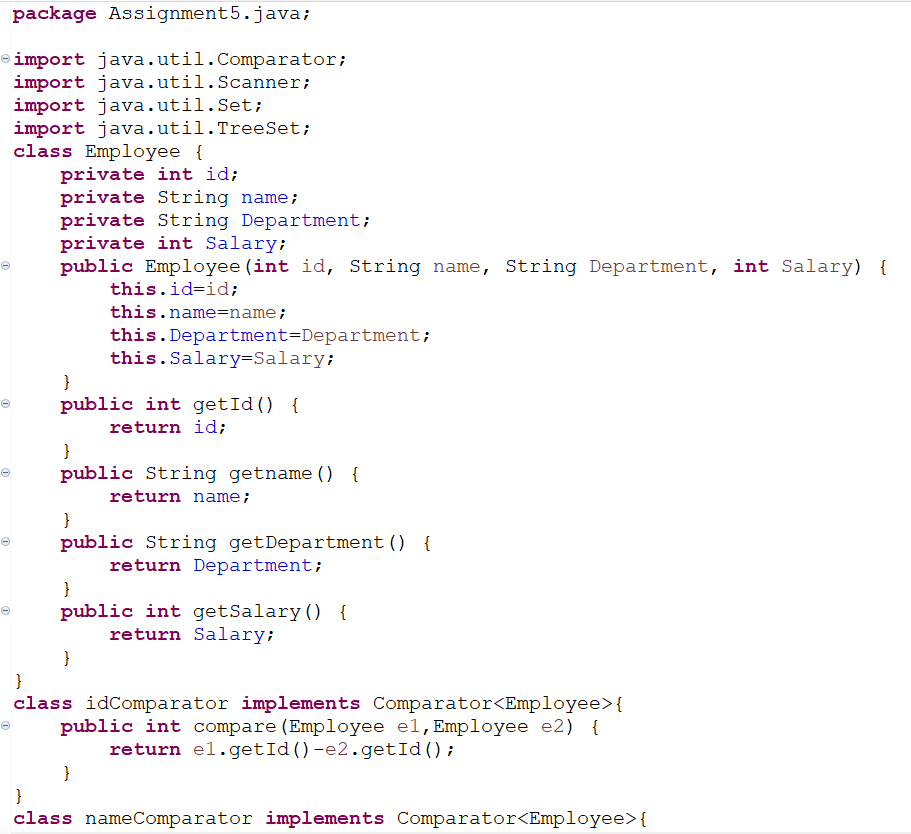 package Assignment5.java;
import java.util.Comparator;
import java.util.Scanner;
import java.util.Set;
import java.util.TreeSet;
class Employee {
    private int id;
    private String name;
    private String Department;
    private int Salary;
    public Employee(int id, String name, String Department, int Salary) {
        this.id=id;
        this.name=name;
        this.Department=Department;
        this.Salary=Salary;
    }
    public int getId() {
        return id;
    }
    public String getname() {
        return name;
    }
    public String getDepartment() {
        return Department;
    }
    public int getSalary() {
        return Salary;
    }
}
class idComparator implements Comparator<Employee>{
    public int compare(Employee e1,Employee e2) {
        return e1.getId()-e2.getId();
    }
}
class nameComparator implements Comparator<Employee>{